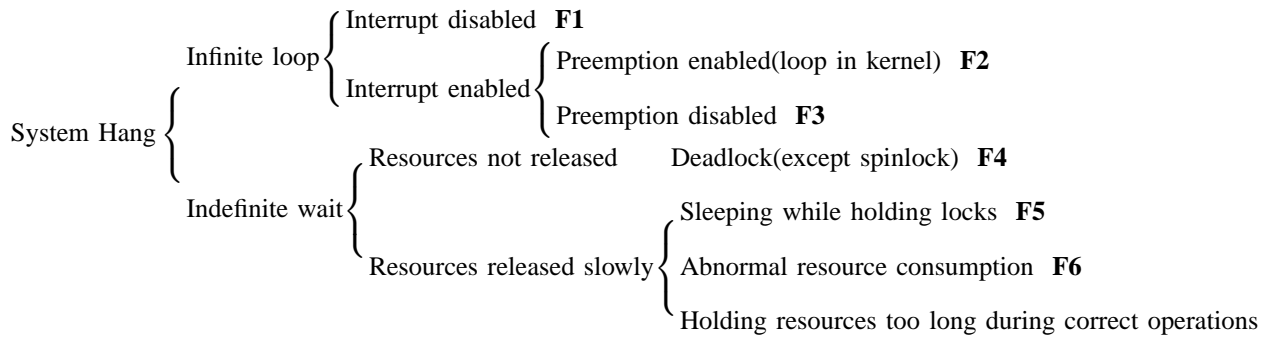 Interrupt disabled F1
Infinite loop
Preemption enabled(loop in kernel) F2
Interrupt enabled
Preemption disabled F3
System Hang
Resources not released Deadlock(except spinlock) F4
Indefinite wait
Sleeping while holding locks F5
Resources released slowly Abnormal resource consumption F6
Holding resources too long during correct operations